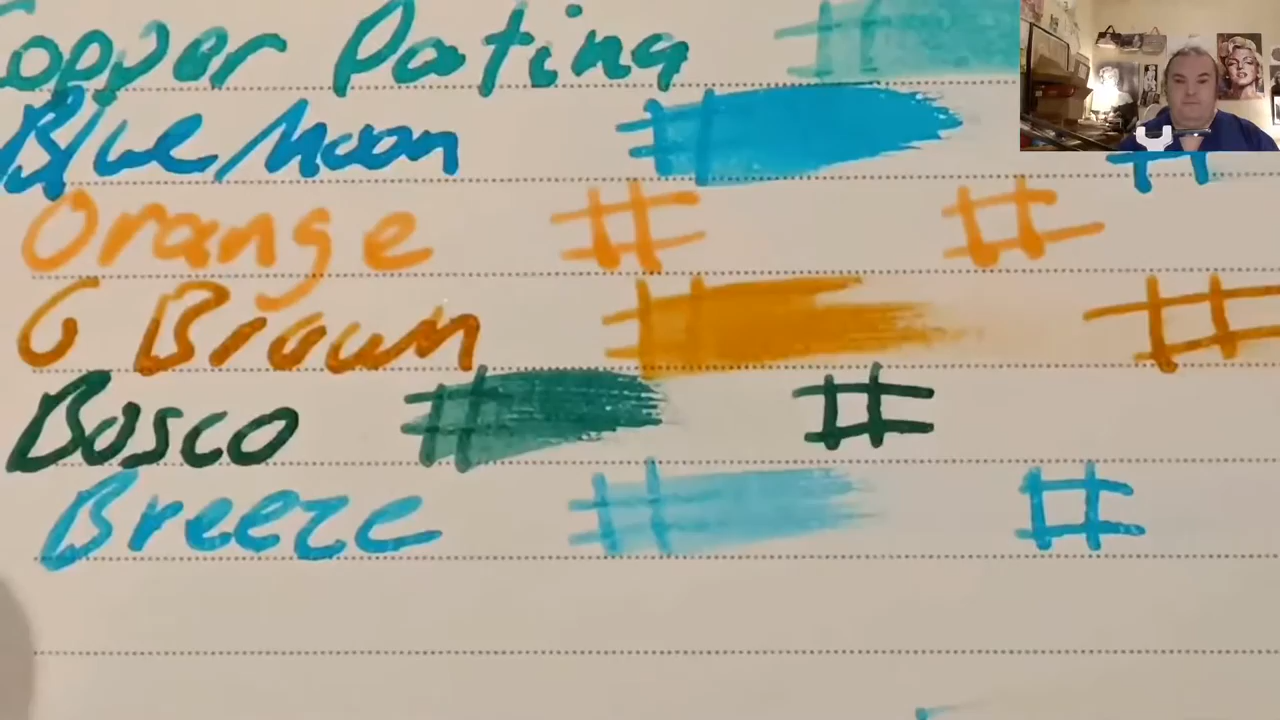 Copper Patina
Blue Moon # #
Orange # #
G Brown # #
Bosco # #
Breeze # #